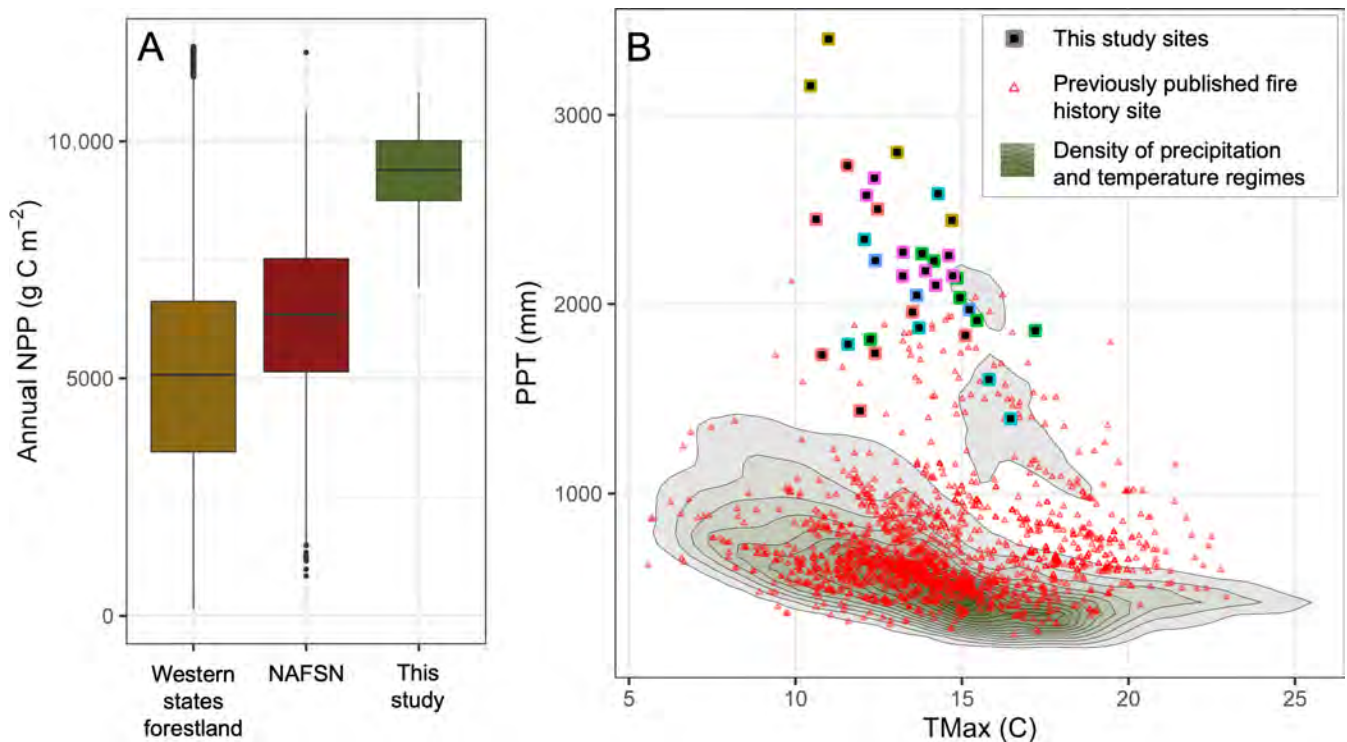 A
Annual NPP (g C m⁻²)
10,000
5000
0
Western
states
forestland
NAFSN
This
study
B
PPT (mm)
3000
2000
1000
5
10
15
20
25
TMax (C)
This study sites
Previously published fire
history site
Density of precipitation
and temperature regimes